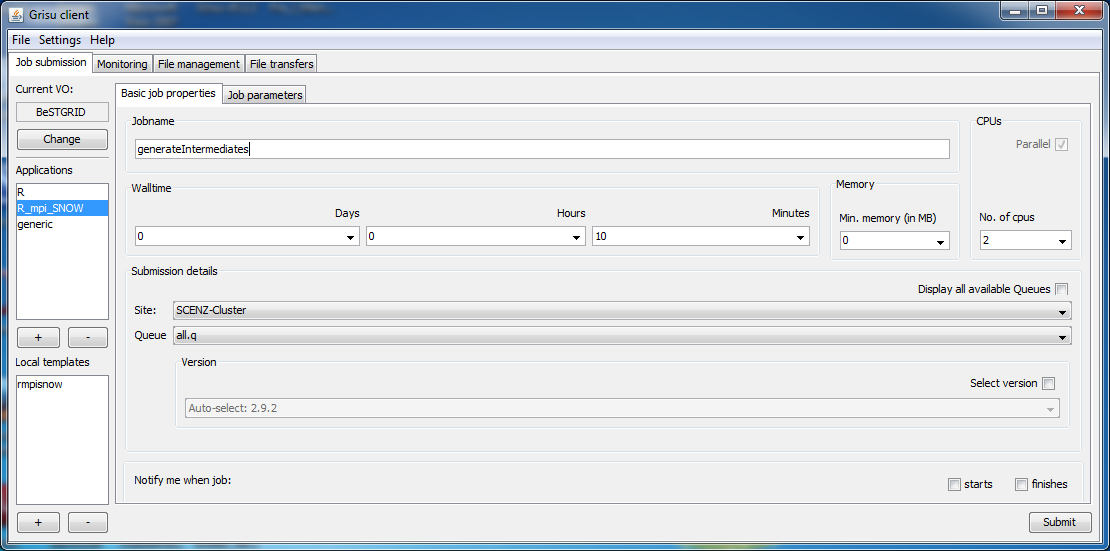 Grisu client
File Settings Help
Job submission Monitoring File management File transfers
Current VO:
BeSTGRID
Change
Applications
R
R_mpi_SNOW
generic
+ -
Local templates
rmpisnow
+ -
Basic job properties Job parameters
Jobname
generateIntermediates
CPUs
Parallel
No. of cpus
2
Walltime
Days Hours Minutes
0 0 10
Memory
Min. memory (in MB)
0
Submission details
Display all available Queues
Site: SCENZ-Cluster
Queue all.q
Version
Select version
Auto-select: 2.9.2
Notify me when job: starts finishes
Submit